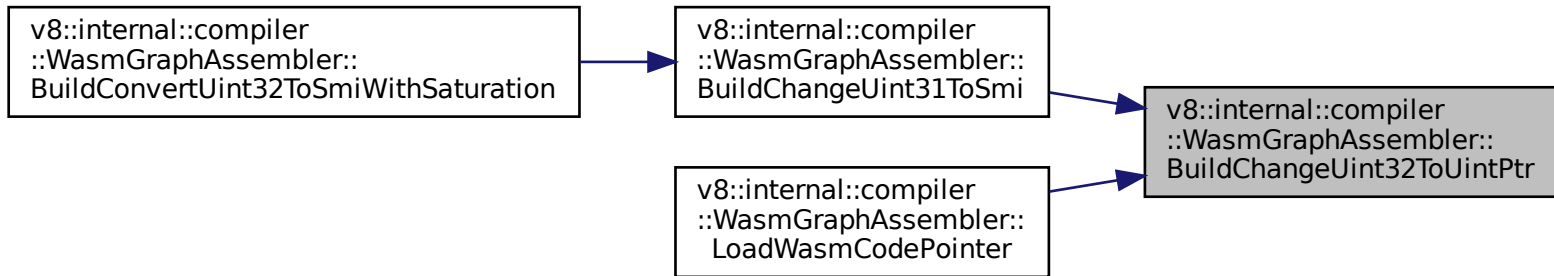 v8::internal::compiler
::WasmGraphAssembler::
BuildConvertUint32ToSmiWithSaturation
v8::internal::compiler
::WasmGraphAssembler::
BuildChangeUint31ToSmi
v8::internal::compiler
::WasmGraphAssembler::
BuildChangeUint32ToUintPtr
v8::internal::compiler
::WasmGraphAssembler::
LoadWasmCodePointer